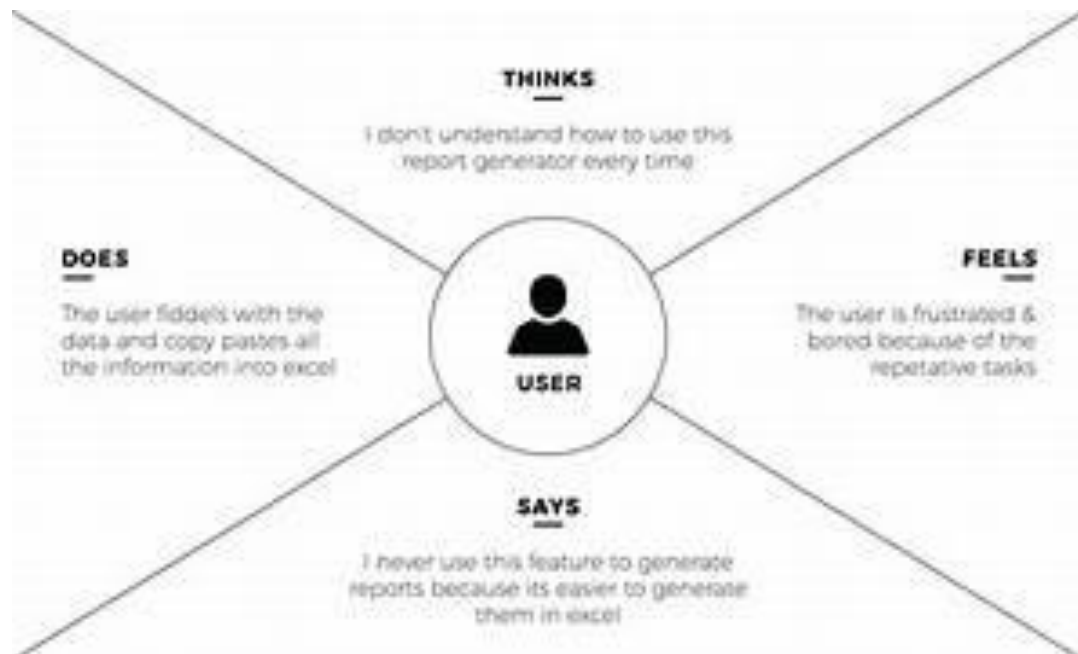 THINKS
I don't understand how to use this
report generator every time
DOES
The user fiddels with the
data and copy pastes all
the information into excel
FEELS
The user is frustrated &
bored because of the
repetative tasks
USER
SAYS
I never use this feature to generate
reports because its easier to generate
them in excel